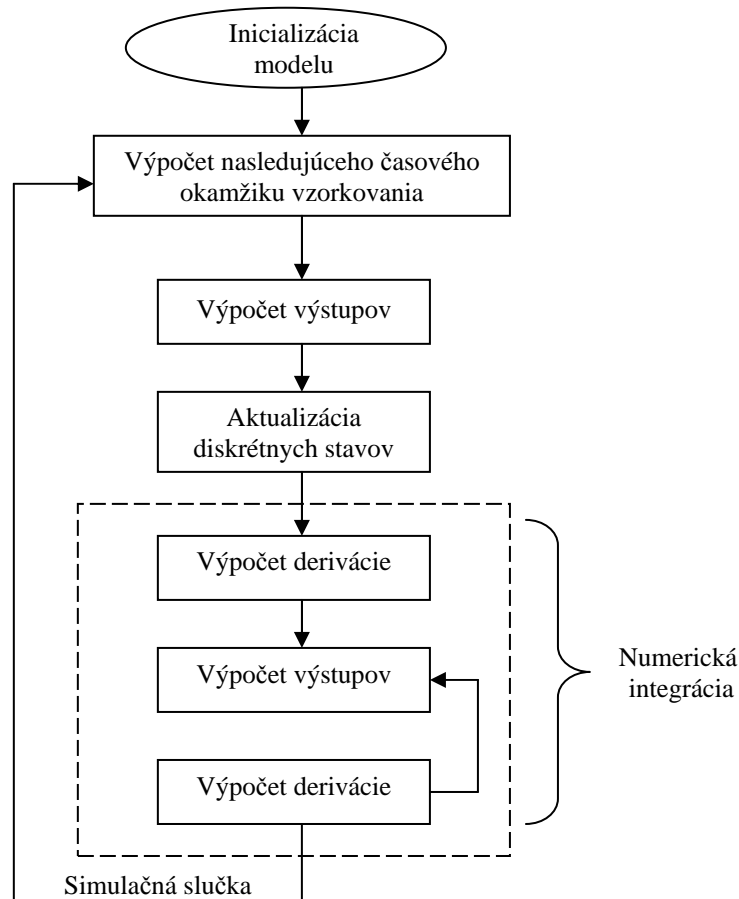 Inicializácia
modelu
Výpočet nasledujúceho časového
okamžiku vzorkovania
Výpočet výstupov
Aktualizácia
diskrétnych stavov
Výpočet derivácie
Výpočet výstupov
Numerická
integrácia
Výpočet derivácie
Simulačná slučka